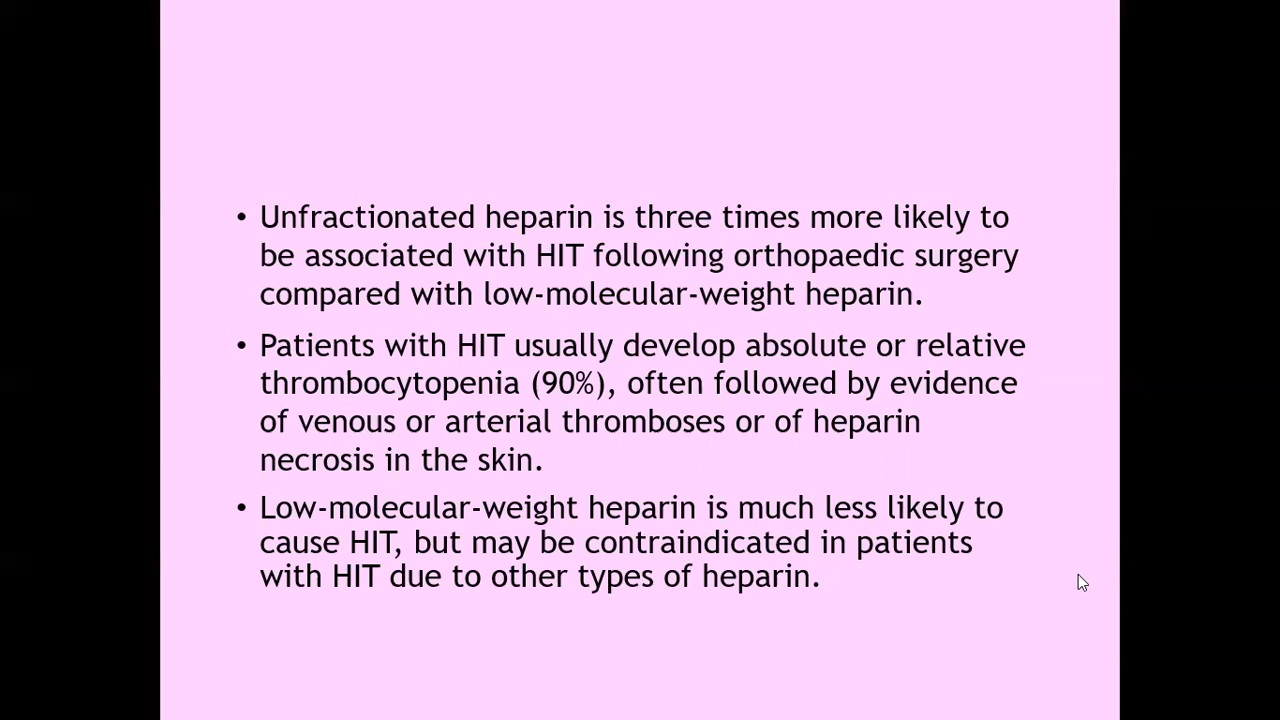 • Unfractionated heparin is three times more likely to
be associated with HIT following orthopaedic surgery
compared with low-molecular-weight heparin.
• Patients with HIT usually develop absolute or relative
thrombocytopenia (90%), often followed by evidence
of venous or arterial thromboses or of heparin
necrosis in the skin.
• Low-molecular-weight heparin is much less likely to
cause HIT, but may be contraindicated in patients
with HIT due to other types of heparin.